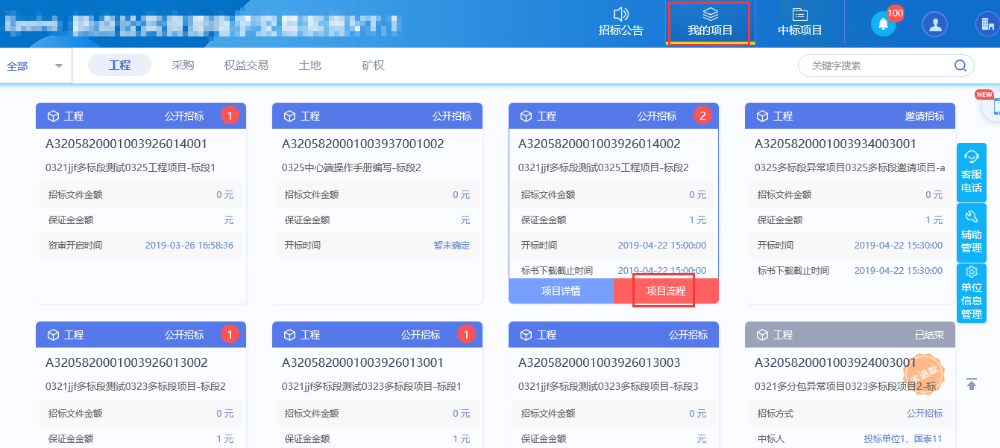 招标公告 我的项目 中标项目 100
全部 工程 采购 权益交易 土地 矿权 关键字搜索
NEW
工程 公开招标 1
A3205820001003926014001
0321jjf多标段测试0325工程项目-标段1
招标文件金额 0 元
保证金金额 元
资审开启时间 2019-03-26 16:58:36
工程 公开招标
A3205820001003937001002
0325中心端操作手册编写-标段2
招标文件金额 0 元
保证金金额 元
开标时间 暂未确定
工程 公开招标 2
A3205820001003926014002
0321jjf多标段测试0325工程项目-标段2
招标文件金额 0 元
保证金金额 1 元
开标时间 2019-04-22 15:00:00
标书下载截止时间 2019-04-22 15:00:00
项目详情 项目流程
工程 邀请招标
A3205820001003934003001
0325多标段异常项目0325多标段邀请项目-a
招标文件金额 0 元
保证金金额 1 元
开标时间 2019-04-22 15:30:00
标书下载截止时间 2019-04-22 15:30:00
客服
电话
辅助
管理
单位
信息
管理
工程 公开招标 1
A3205820001003926013002
0321jjf多标段测试0323多标段项目-标段2
招标文件金额 0 元
保证金金额 1 元
工程 公开招标 1
A3205820001003926013001
0321jjf多标段测试0323多标段项目-标段1
招标文件金额 0 元
保证金金额 1 元
工程 公开招标
A3205820001003926013003
0321jjf多标段测试0323多标段项目-标段3
招标文件金额 0 元
保证金金额 元
工程 已结束
A3205820001003924003001
未退款
0321多分包异常项目0323多标段项目2-标
招标方式 公开招标
中标人 投标单位1、国泰11